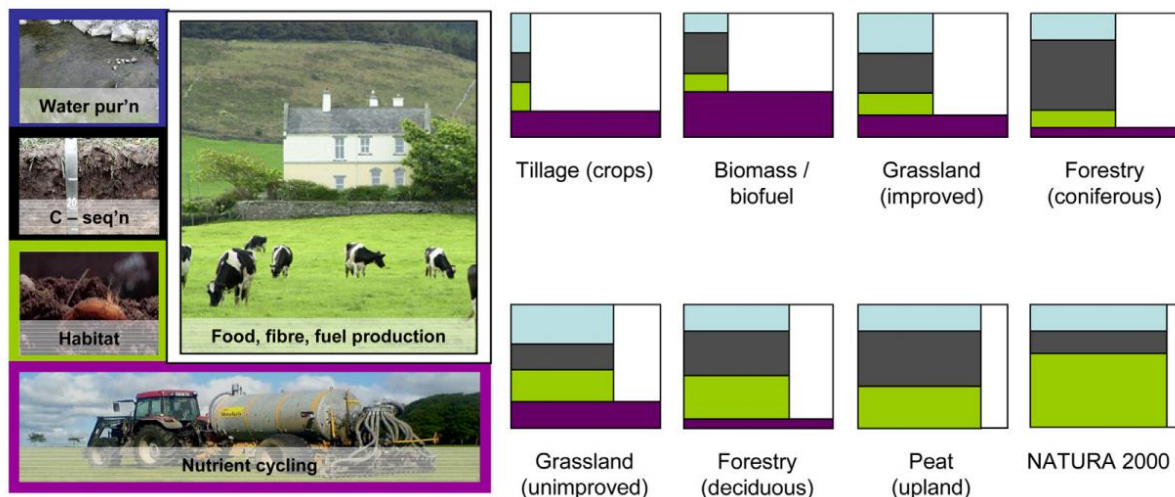 Water pur'n
C – seq'n
Habitat
Food, fibre, fuel production
Nutrient cycling
Tillage (crops)
Biomass /
biofuel
Grassland
(improved)
Forestry
(coniferous)
Grassland
(unimproved)
Forestry
(deciduous)
Peat
(upland)
NATURA 2000